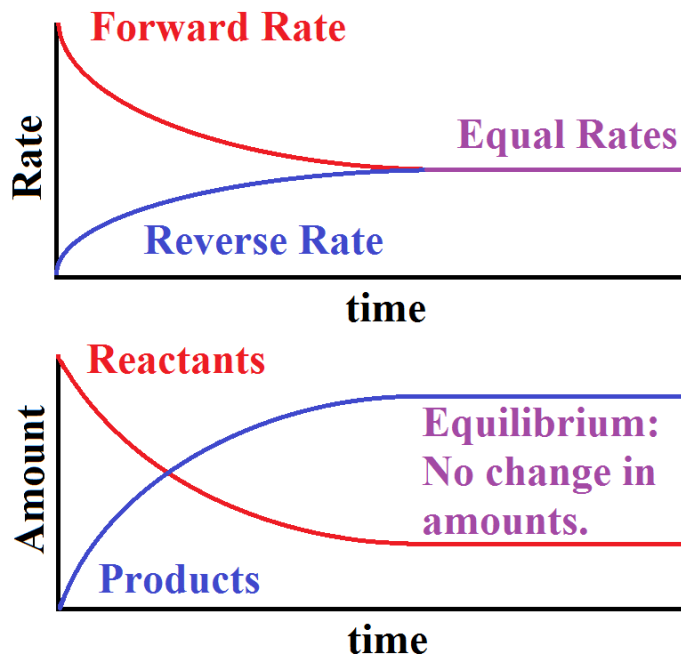 Forward Rate
Rate
Equal Rates
Reverse Rate
time
Reactants
Amount
Equilibrium:
No change in
amounts.
Products
time